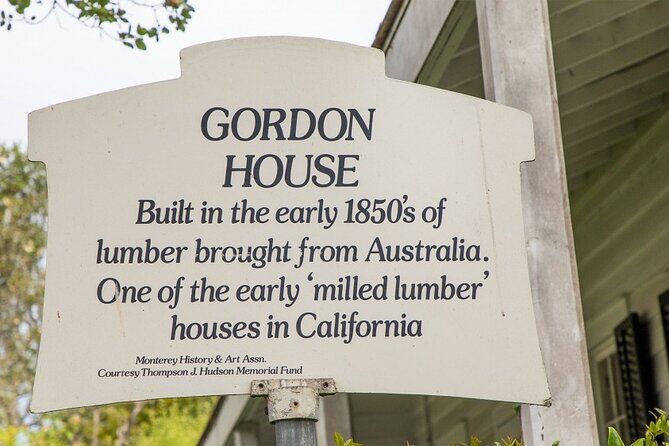 GORDON
HOUSE
Built in the early 1850's of
lumber brought from Australia.
One of the early 'milled lumber'
houses in California
Monterey History & Art Assn.
Courtesy Thompson J. Hudson Memorial Fund